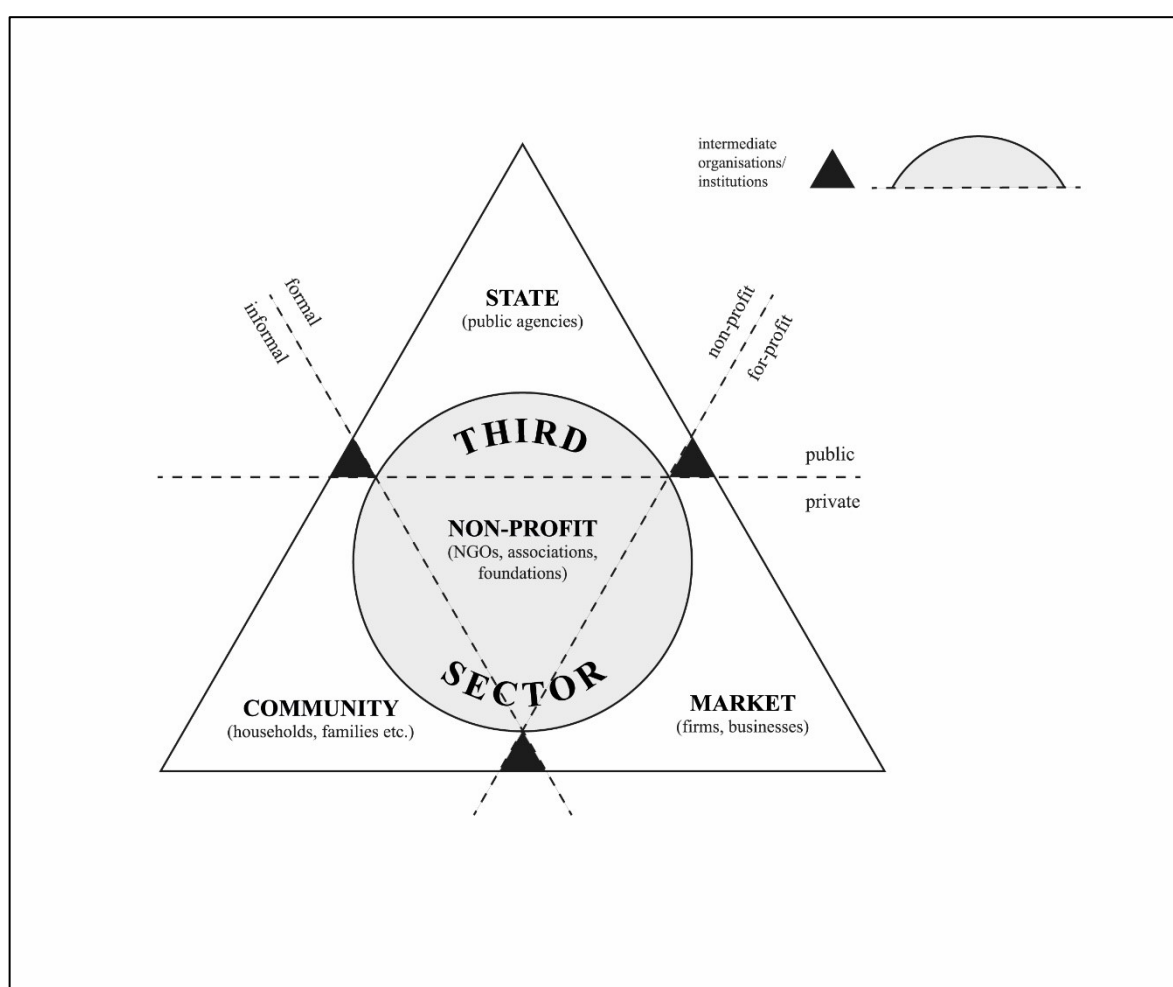 intermediate
organisations/
institutions
STATE
(public agencies)
formal
informal
non-profit
for-profit
THIRD
public
private
NON-PROFIT
(NGOs, associations,
foundations)
SECTOR
COMMUNITY
(households, families etc.)
MARKET
(firms, businesses)